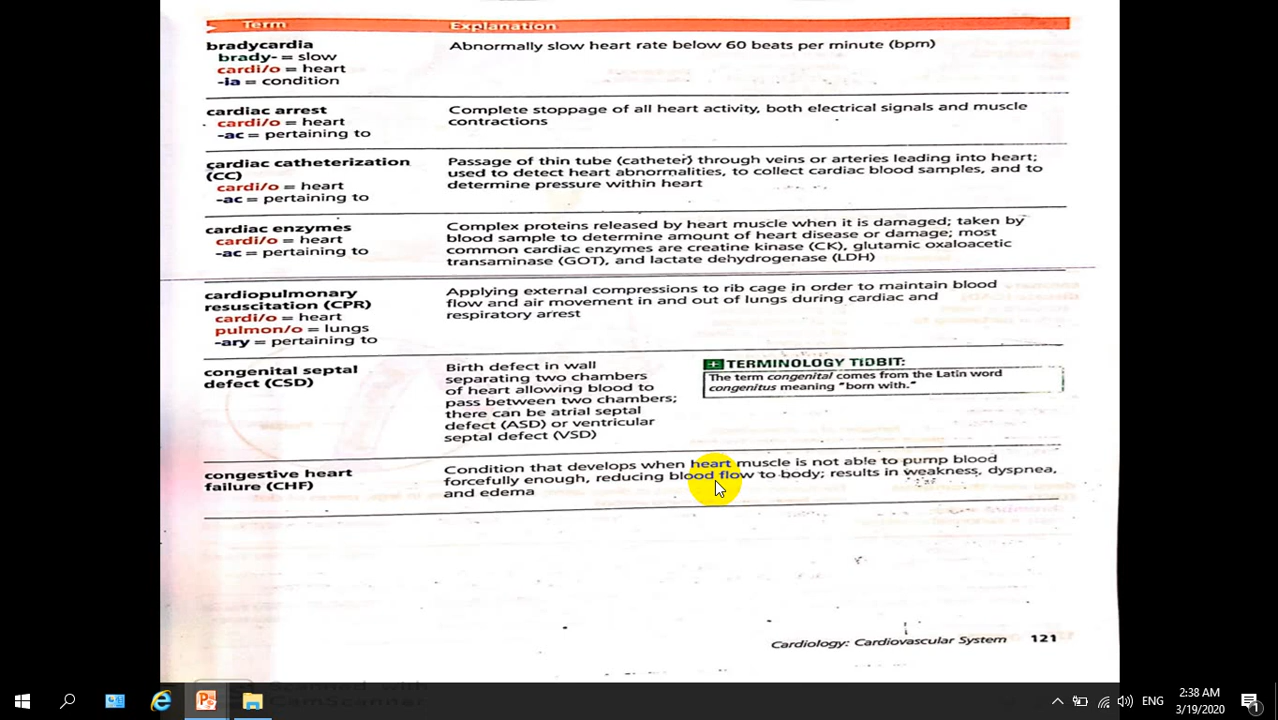 Term Explanation
bradycardia Abnormally slow heart rate below 60 beats per minute (bpm)
brady- = slow
cardi/o = heart
-ia = condition
cardiac arrest Complete stoppage of all heart activity, both electrical signals and muscle
cardi/o = heart contractions
-ac = pertaining to
cardiac catheterization Passage of thin tube (catheter) through veins or arteries leading into heart;
(CC) used to detect heart abnormalities, to collect cardiac blood samples, and to
cardi/o = heart determine pressure within heart
-ac = pertaining to
cardiac enzymes Complex proteins released by heart muscle when it is damaged; taken by
cardi/o = heart blood sample to determine amount of heart disease or damage; most
-ac = pertaining to common cardiac enzymes are creatine kinase (CK), glutamic oxaloacetic
transaminase (GOT), and lactate dehydrogenase (LDH)
cardiopulmonary Applying external compressions to rib cage in order to maintain blood
resuscitation (CPR) flow and air movement in and out of lungs during cardiac and
cardi/o = heart respiratory arrest
pulmon/o = lungs
-ary = pertaining to
congenital septal Birth defect in wall
defect (CSD) separating two chambers
of heart allowing blood to
pass between two chambers;
there can be atrial septal
defect (ASD) or ventricular
septal defect (VSD)
TERMINOLOGY TIDBIT:
The term congenital comes from the Latin word
congenitus meaning "born with."
congestive heart Condition that develops when heart muscle is not able to pump blood
failure (CHF) forcefully enough, reducing blood flow to body; results in weakness, dyspnea,
and edema
Cardiology: Cardiovascular System 121
Scanned with
CamScanner
ENG
2:38 AM
3/19/2020
1